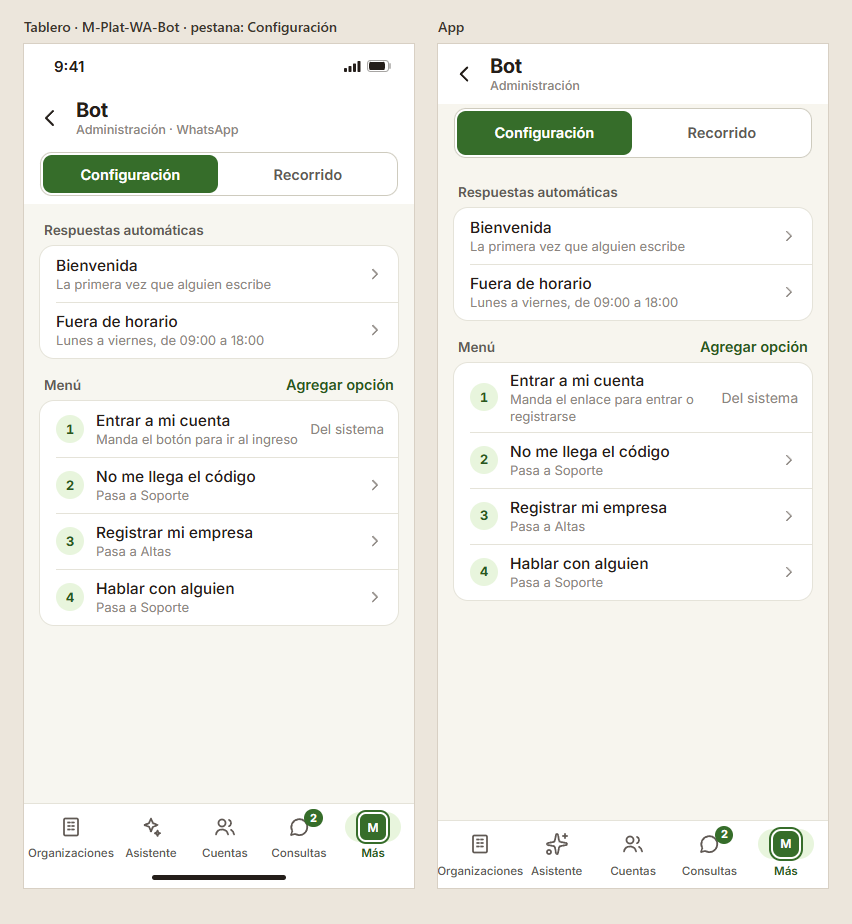 Tablero · M-Plat-WA-Bot · pestana: Configuración
9:41
Bot
Administración · WhatsApp
Configuración
Recorrido
Respuestas automáticas
Bienvenida
La primera vez que alguien escribe
Fuera de horario
Lunes a viernes, de 09:00 a 18:00
Menú
Agregar opción
1
Entrar a mi cuenta
Manda el botón para ir al ingreso
Del sistema
2
No me llega el código
Pasa a Soporte
3
Registrar mi empresa
Pasa a Altas
4
Hablar con alguien
Pasa a Soporte
Organizaciones
Asistente
Cuentas
2
Consultas
M
Más
App
Bot
Administración
Configuración
Recorrido
Respuestas automáticas
Bienvenida
La primera vez que alguien escribe
Fuera de horario
Lunes a viernes, de 09:00 a 18:00
Menú
Agregar opción
1
Entrar a mi cuenta
Manda el enlace para entrar o
registrarse
Del sistema
2
No me llega el código
Pasa a Soporte
3
Registrar mi empresa
Pasa a Altas
4
Hablar con alguien
Pasa a Soporte
Organizaciones
Asistente
Cuentas
2
Consultas
M
Más